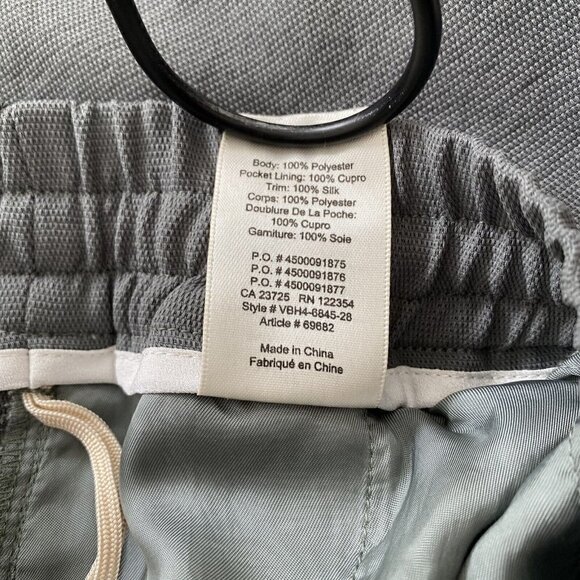 Body: 100% Polyester
Pocket Lining: 100% Cupro
Trim: 100% Silk
Corps: 100% Polyester
Doublure De La Poche:
100% Cupro
Garniture: 100% Soie
P.O. # 4500091875
P.O. # 4500091876
P.O. # 4500091877
CA 23725 RN 122354
Style # VBH4-6845-28
Article # 69682
Made in China
Fabriqué en Chine